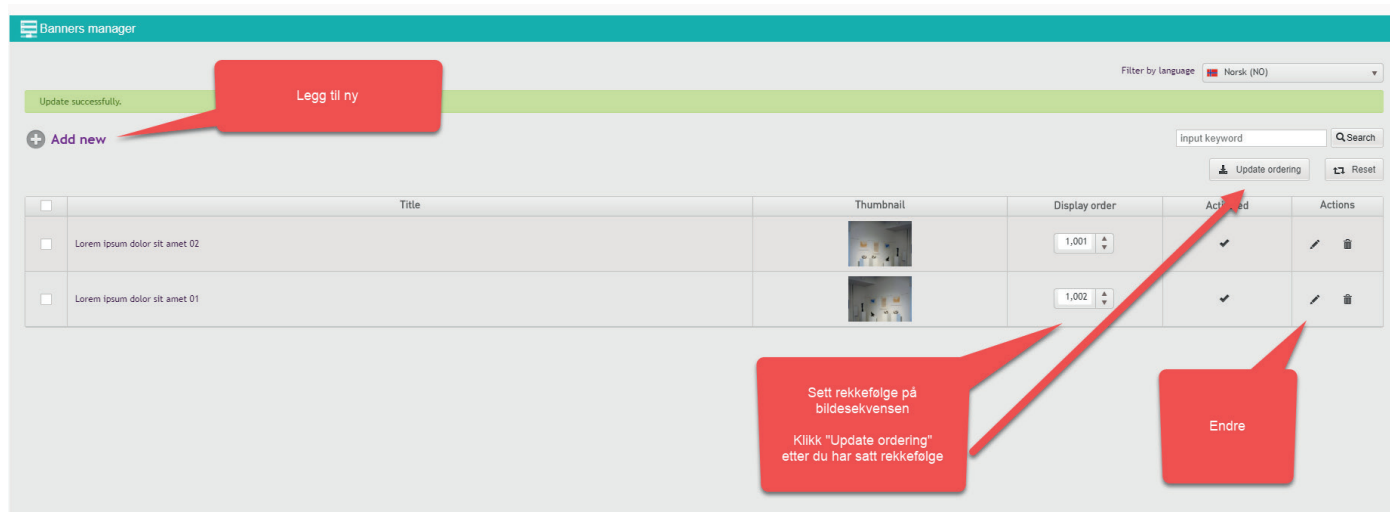 Banners manager
Filter by language
Norsk (NO)
Legg til ny
Update successfully.
Add new
input keyword
Search
Update ordering
Reset
Title
Thumbnail
Display order
Actions
Lorem ipsum dolor sit amet 02
1,001
Lorem ipsum dolor sit amet 01
1,002
Sett rekkefølge på
bildesekvensen
Klikk "Update ordering"
etter du har satt rekkefølge
Endre